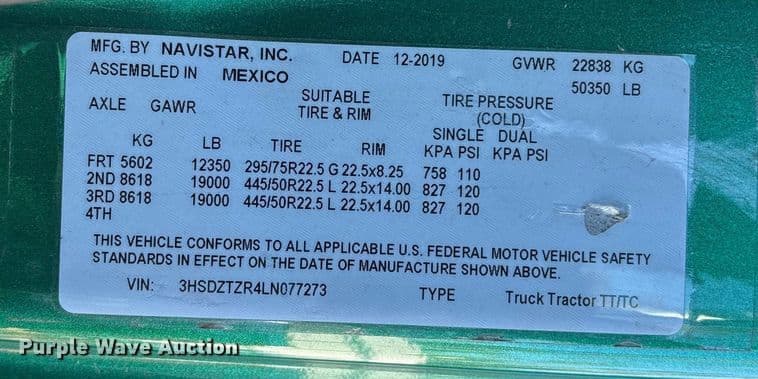 MFG. BY NAVISTAR, INC. DATE 12-2019 GVWR 22838 KG
ASSEMBLED IN MEXICO 50350 LB
AXLE GAWR SUITABLE TIRE PRESSURE
TIRE & RIM (COLD)
SINGLE DUAL
KG LB TIRE RIM KPA PSI KPA PSI
FRT 5602 12350 295/75R22.5 G 22.5x8.25 758 110
2ND 8618 19000 445/50R22.5 L 22.5x14.00 827 120
3RD 8618 19000 445/50R22.5 L 22.5x14.00 827 120
4TH
THIS VEHICLE CONFORMS TO ALL APPLICABLE U.S. FEDERAL MOTOR VEHICLE SAFETY
STANDARDS IN EFFECT ON THE DATE OF MANUFACTURE SHOWN ABOVE.
VIN: 3HSDZTZR4LN077273 TYPE Truck Tractor TT/TC
Purple Wave Auction